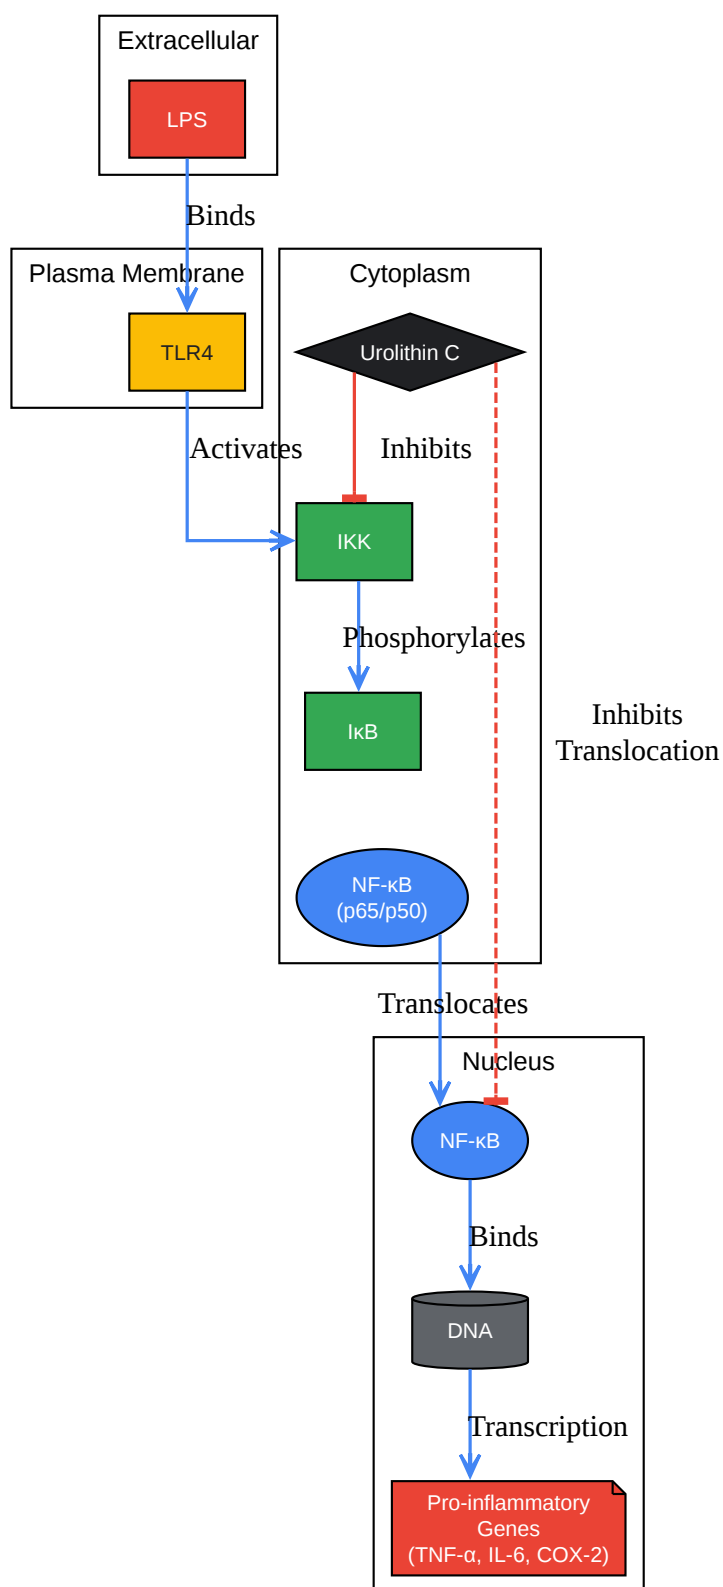 Extracellular
LPS
Binds
Plasma Membrane
Cytoplasm
TLR4
Urolithin C
Activates
Inhibits
IKK
Phosphorylates
IκB
Inhibits
Translocation
NF-κB
(p65/p50)
Translocates
Nucleus
NF-κB
Binds
DNA
Transcription
Pro-inflammatory
Genes
(TNF-α, IL-6, COX-2)